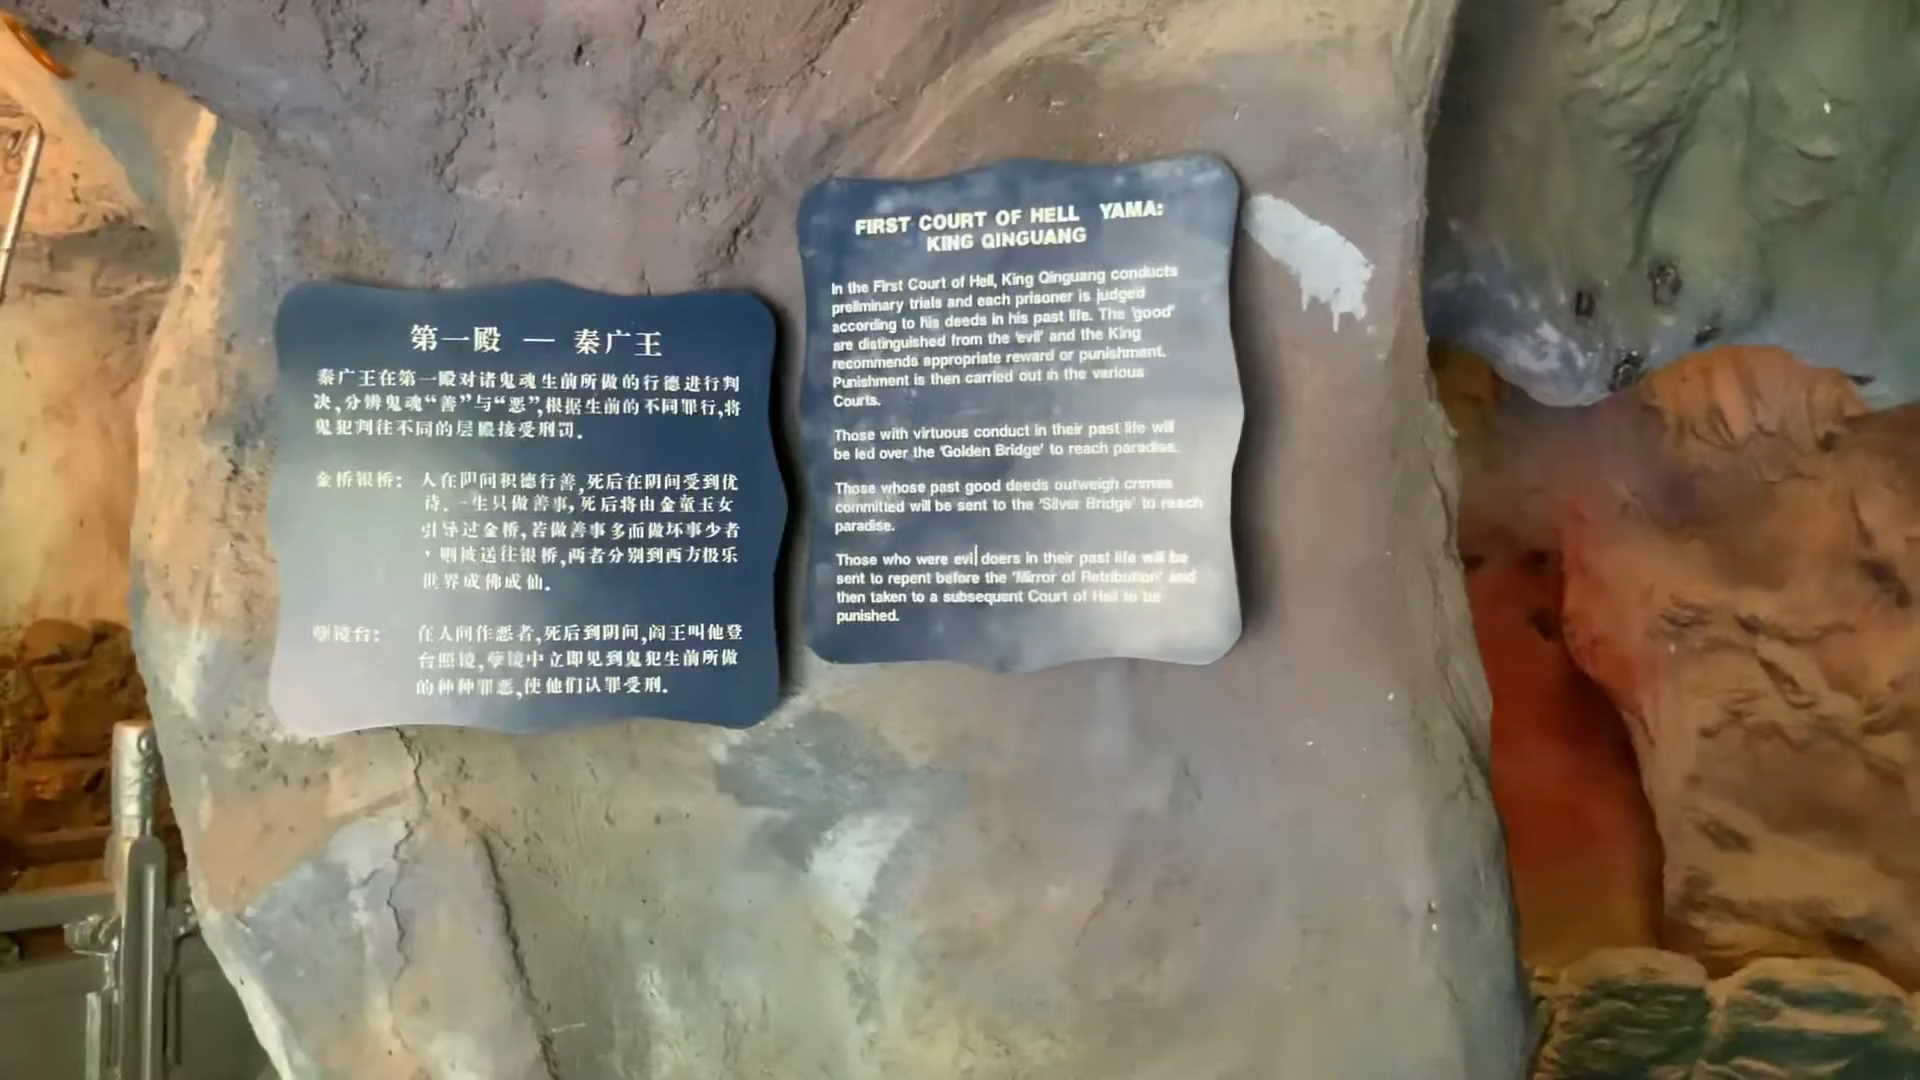 第一殿 — 秦广王
秦广王在第一殿对诸鬼魂生前所做的行德进行判
决,分辨鬼魂“善”与“恶”,根据生前的不同罪行,将
鬼犯判往不同的层殿接受刑罚。
金桥银桥: 人在阴间积德行善,死后在阴间受到优
待。一生只做善事,死后将由金童玉女
引导过金桥,若做善事多而做坏事少者
,则被送往银桥,两者分别到西方极乐
世界成佛成仙。
孽镜台: 在人间作恶者,死后到阴间,阎王叫他登
台照镜,孽镜中立即见到鬼犯生前所做
的种种罪恶,使他们认罪受刑。
FIRST COURT OF HELL YAMA:
KING QINGUANG
In the First Court of Hell, King Qinguang conducts
preliminary trials and each prisoner is judged
according to his deeds in his past life. The 'good'
are distinguished from the 'evil' and the King
recommends appropriate reward or punishment.
Punishment is then carried out in the various
Courts.
Those with virtuous conduct in their past life will
be led over the 'Golden Bridge' to reach paradise.
Those whose past good deeds outweigh crimes
committed will be sent to the 'Silver Bridge' to reach
paradise.
Those who were evil doers in their past life will be
sent to repent before the 'Mirror of Retribution' and
then taken to a subsequent Court of Hell to be
punished.